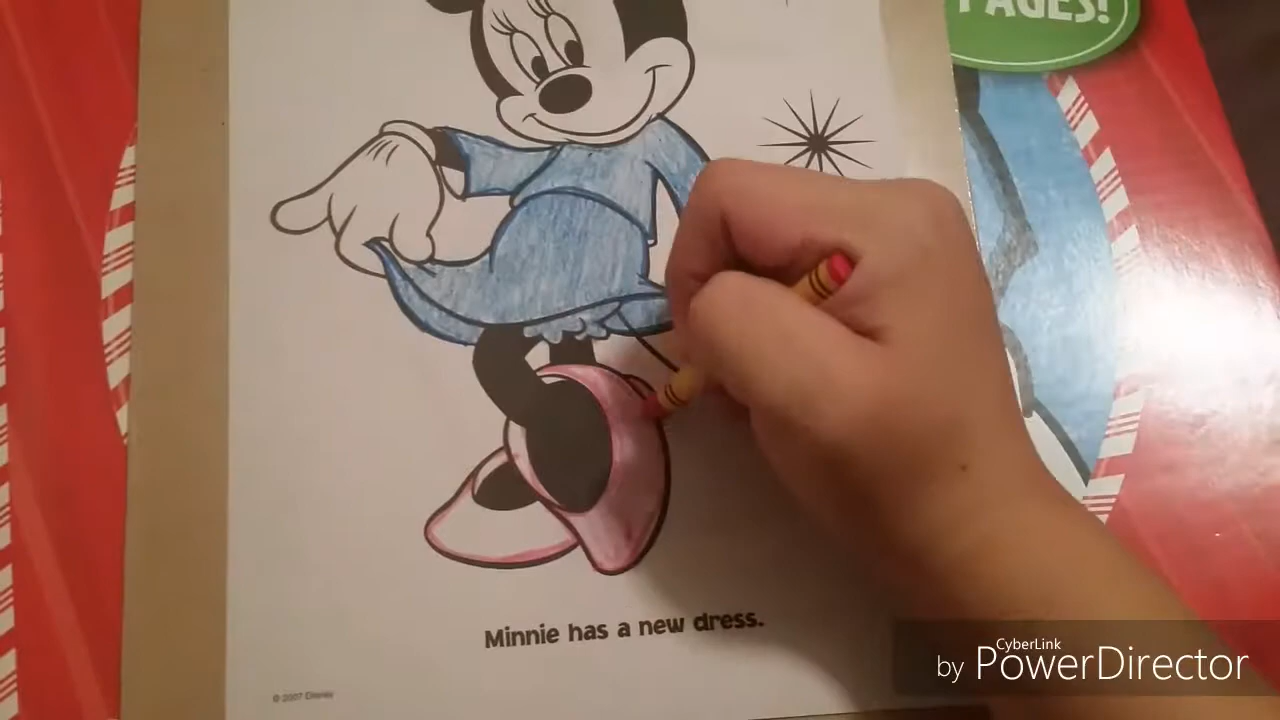 PAGES!
Minnie has a new dress.
© 2007 Disney
CyberLink
by PowerDirector